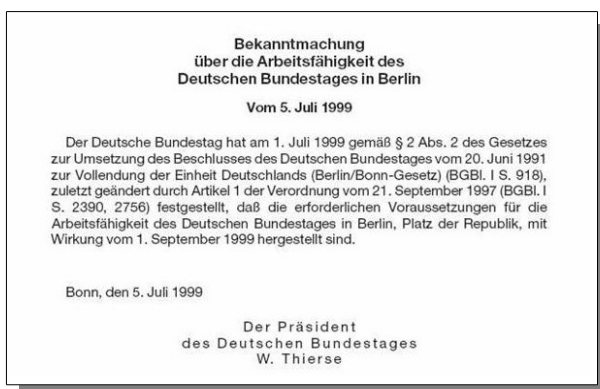 Bekanntmachung
über die Arbeitsfähigkeit des
Deutschen Bundestages in Berlin
Vom 5. Juli 1999
Der Deutsche Bundestag hat am 1. Juli 1999 gemäß § 2 Abs. 2 des Gesetzes
zur Umsetzung des Beschlusses des Deutschen Bundestages vom 20. Juni 1991
zur Vollendung der Einheit Deutschlands (Berlin/Bonn-Gesetz) (BGBl. I S. 918),
zuletzt geändert durch Artikel 1 der Verordnung vom 21. September 1997 (BGBl. I
S. 2390, 2756) festgestellt, daß die erforderlichen Voraussetzungen für die
Arbeitsfähigkeit des Deutschen Bundestages in Berlin, Platz der Republik, mit
Wirkung vom 1. September 1999 hergestellt sind.
Bonn, den 5. Juli 1999
Der Präsident
des Deutschen Bundestages
W. Thierse